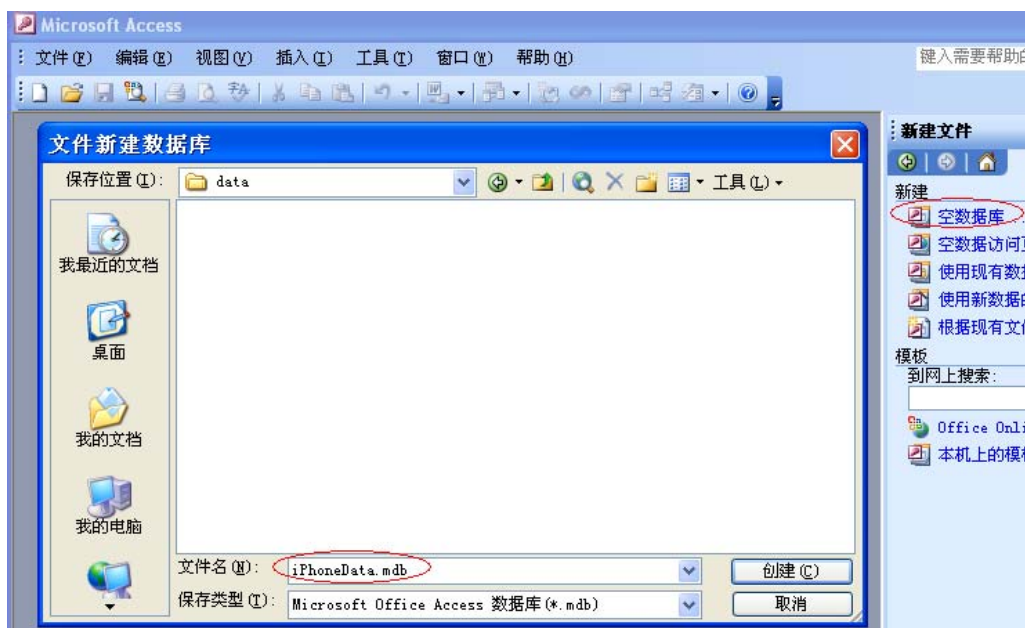 Microsoft Access
文件(F) 编辑(E) 视图(V) 插入(I) 工具(T) 窗口(W) 帮助(H) 键入需要帮助的
文件新建数据库
保存位置(I): data 工具(L)
我最近的文档
桌面
我的文档
我的电脑
文件名(N): iPhoneData.mdb 创建(C)
保存类型(T): Microsoft Office Access 数据库(*.mdb) 取消
新建文件
新建
空数据库...
空数据访问页
使用现有数据
使用新数据的
根据现有文件
模板
到网上搜索:
Office Onli
本机上的模板